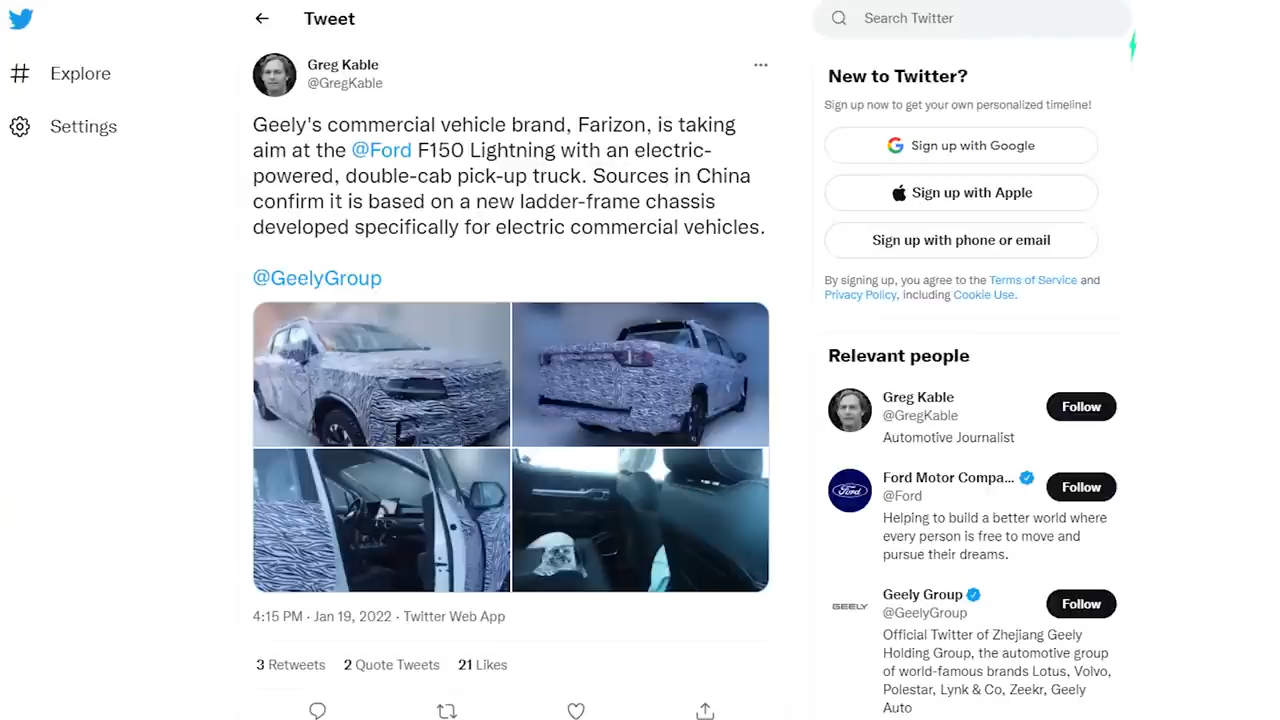 Explore
Settings
Tweet
Greg Kable
@GregKable
Geely's commercial vehicle brand, Farizon, is taking
aim at the @Ford F150 Lightning with an electric-
powered, double-cab pick-up truck. Sources in China
confirm it is based on a new ladder-frame chassis
developed specifically for electric commercial vehicles.
@GeelyGroup
4:15 PM · Jan 19, 2022 · Twitter Web App
3 Retweets 2 Quote Tweets 21 Likes
Search Twitter
New to Twitter?
Sign up now to get your own personalized timeline!
Sign up with Google
Sign up with Apple
Sign up with phone or email
By signing up, you agree to the Terms of Service and
Privacy Policy, including Cookie Use.
Relevant people
Greg Kable
@GregKable
Follow
Automotive Journalist
Ford Motor Compa...
@Ford
Follow
Ford
Helping to build a better world where
every person is free to move and
pursue their dreams.
Geely Group
@GeelyGroup
Follow
GEELY
Official Twitter of Zhejiang Geely
Holding Group, the automotive group
of world-famous brands Lotus, Volvo,
Polestar, Lynk & Co, Zeekr, Geely
Auto